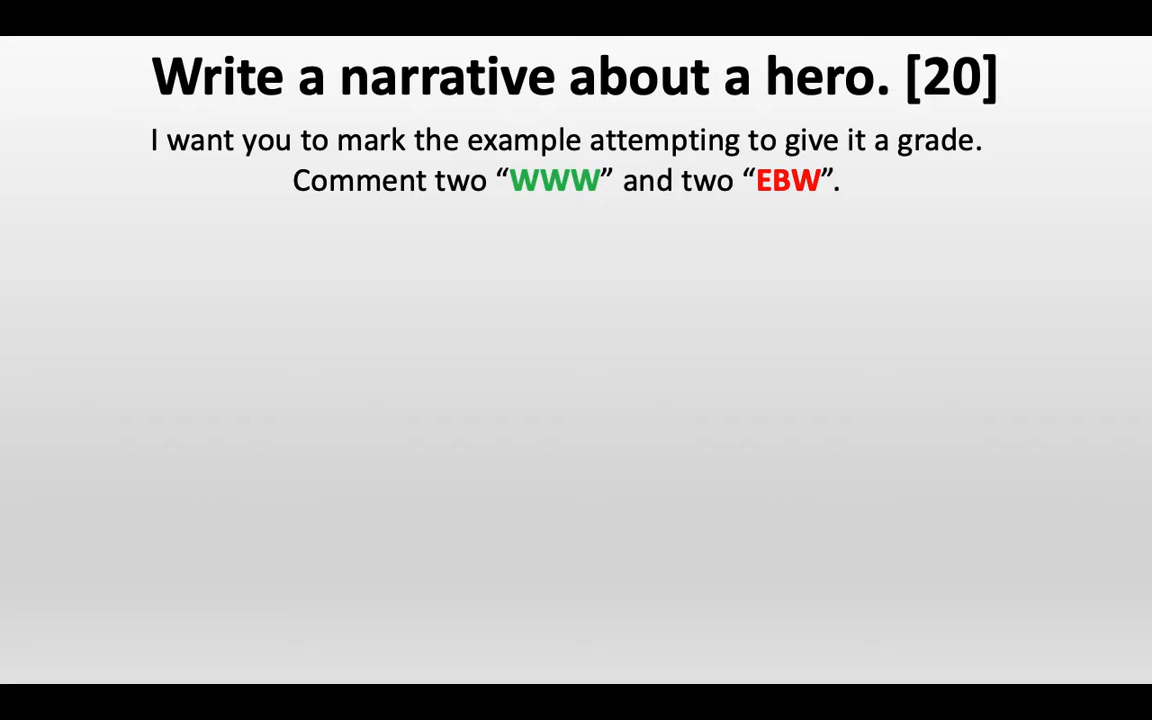 Write a narrative about a hero. [20]
I want you to mark the example attempting to give it a grade.
Comment two “WWW” and two “EBW”.